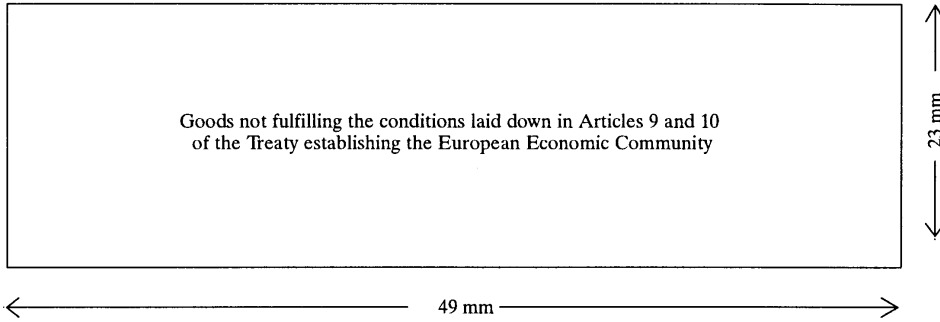 Goods not fulfilling the conditions laid down in Articles 9 and 10
of the Treaty establishing the European Economic Community
23 mm
49 mm